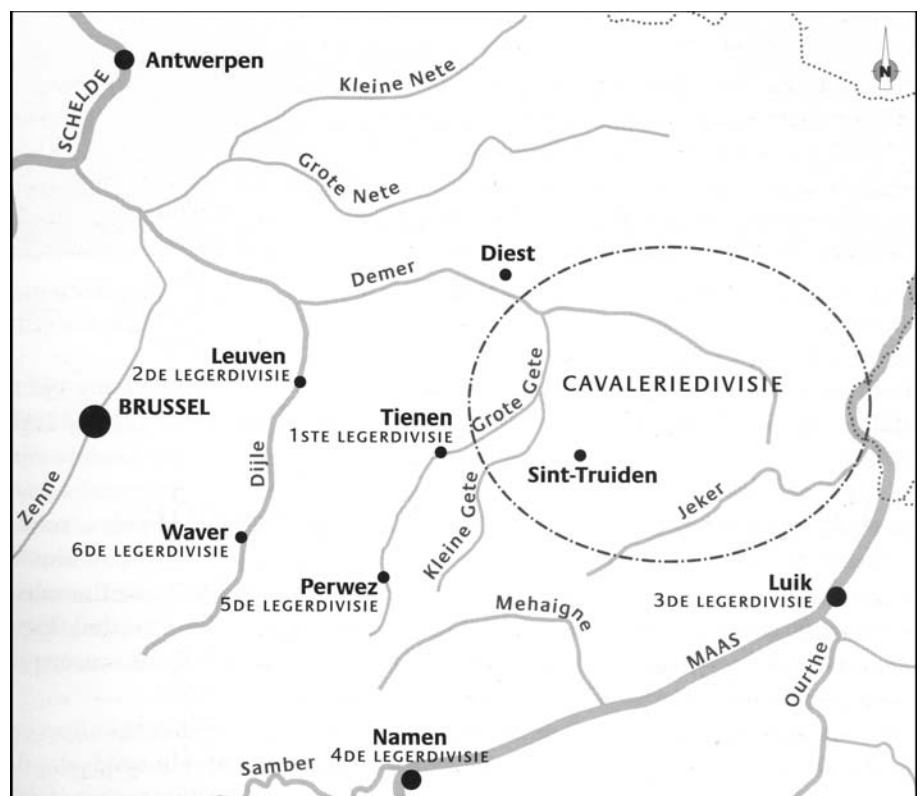 Antwerpen
SCHELDE
Kleine Nete
N
Grote Nete
Diest
Demer
Leuven
2DE LEGERDIVISIE
BRUSSEL
Zenne
Dijle
Tienen
1STE LEGERDIVISIE
Grote Gete
CAVALERIEDIVISIE
Sint-Truiden
Kleine Gete
Jeker
Waver
6DE LEGERDIVISIE
Perwez
5DE LEGERDIVISIE
Mehaigne
Luik
3DE LEGERDIVISIE
MAAS
Ourthe
Namen
4DE LEGERDIVISIE
Samber